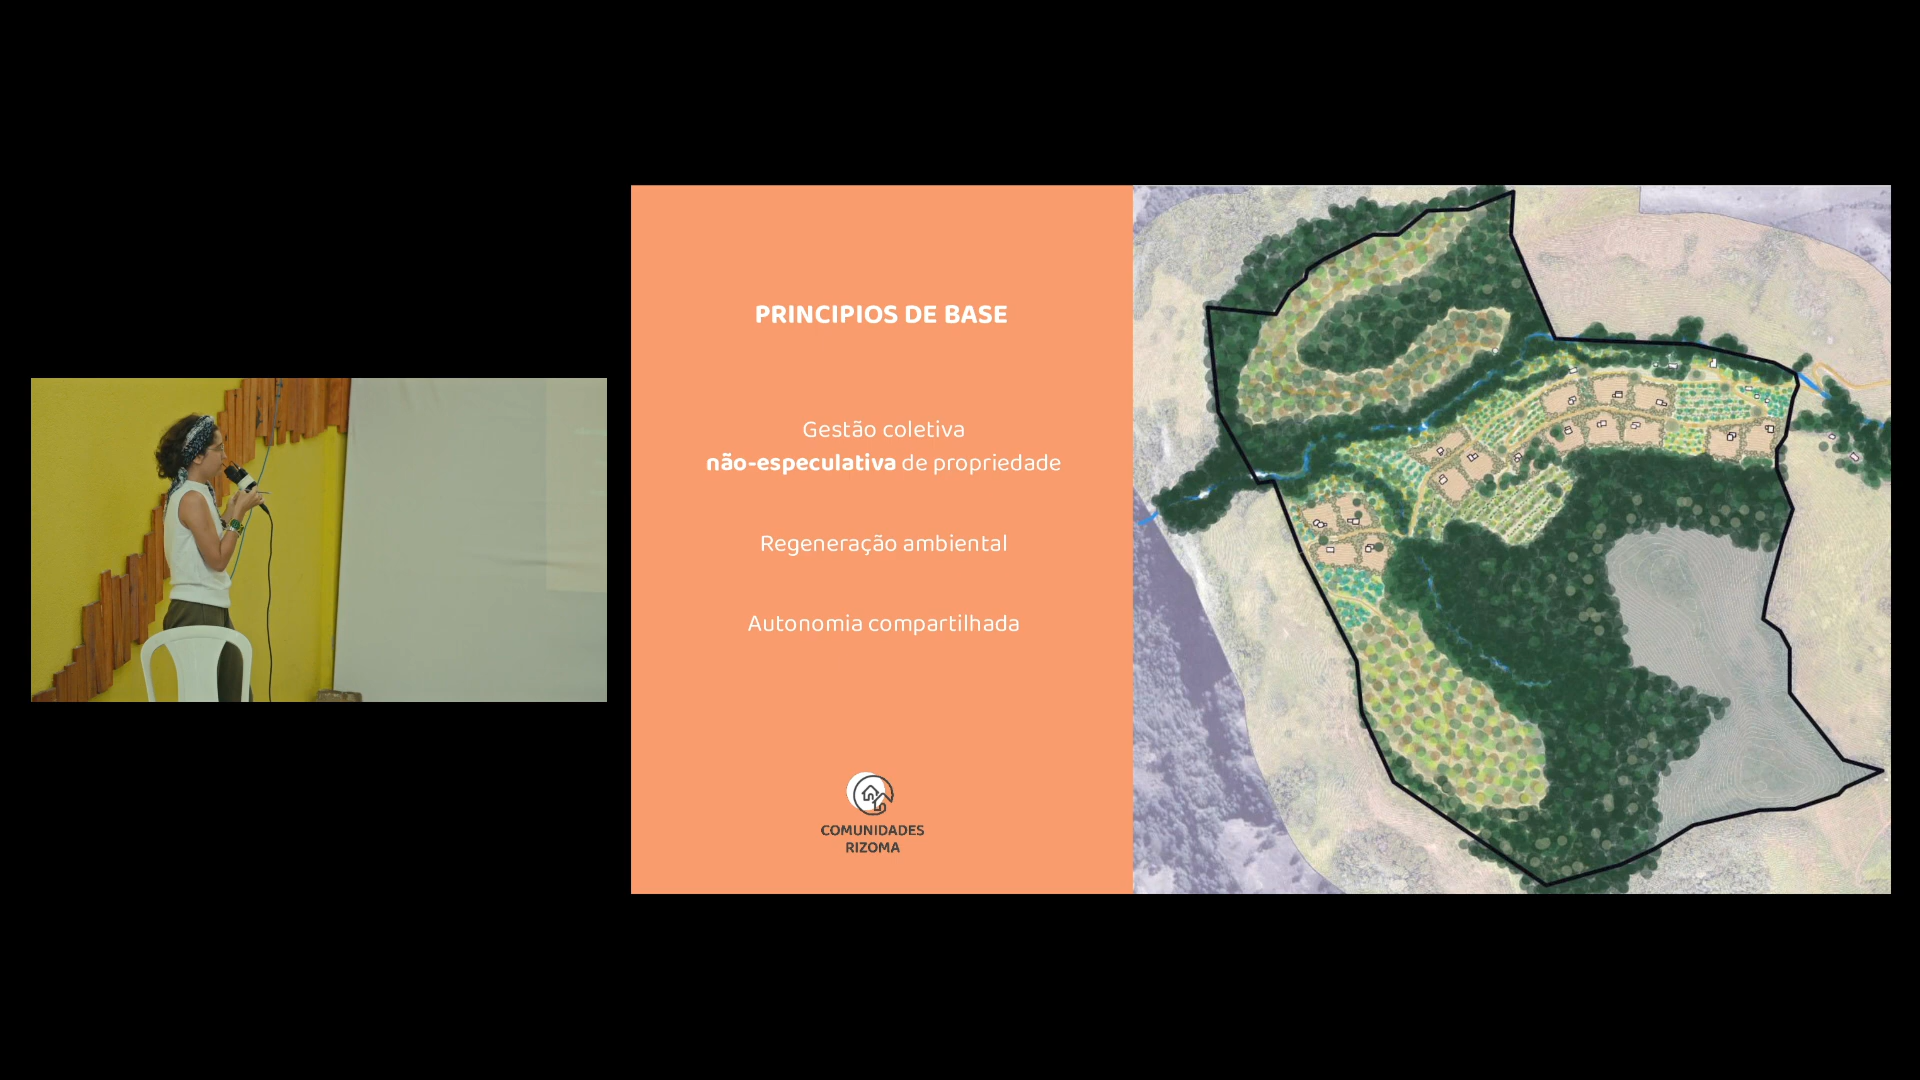 PRINCIPIOS DE BASE
Gestão coletiva
não-especulativa de propriedade
Regeneração ambiental
Autonomia compartilhada
COMUNIDADES
RIZOMA